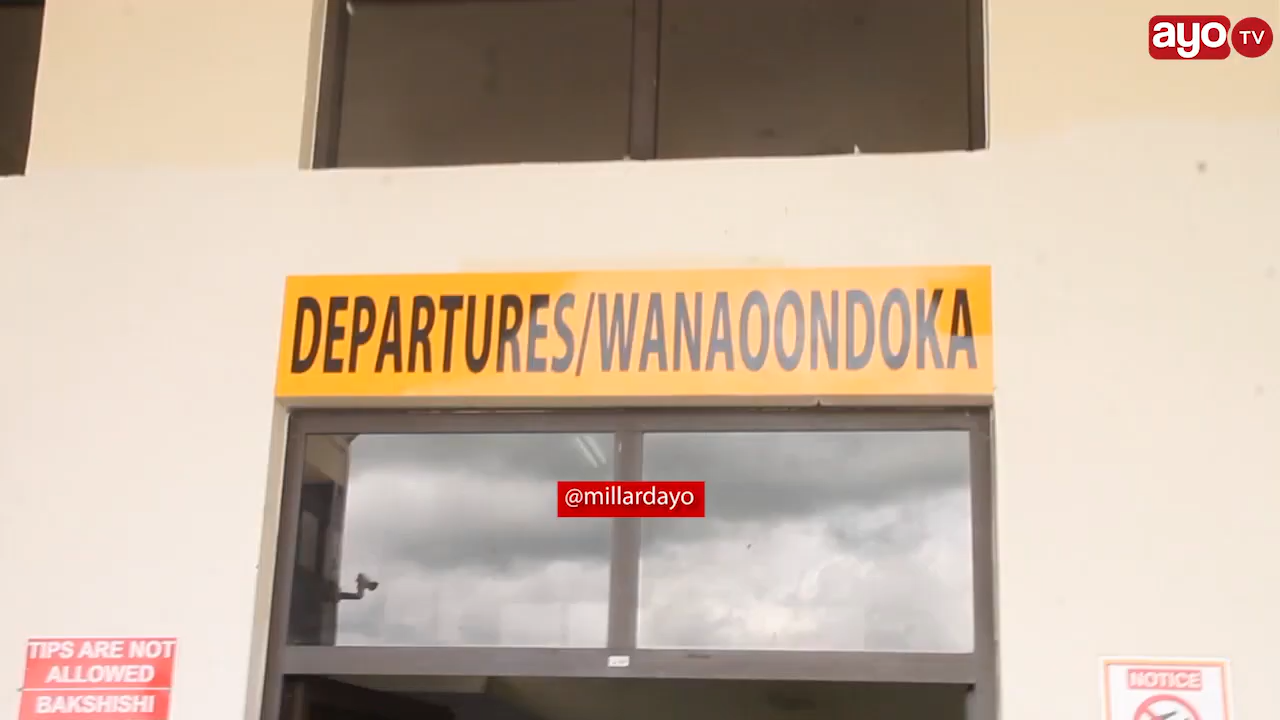 ayo TV
DEPARTURES/WANAOONDOKA
@millardayo
TIPS ARE NOT
ALLOWED
BAKSHISHI
NOTICE